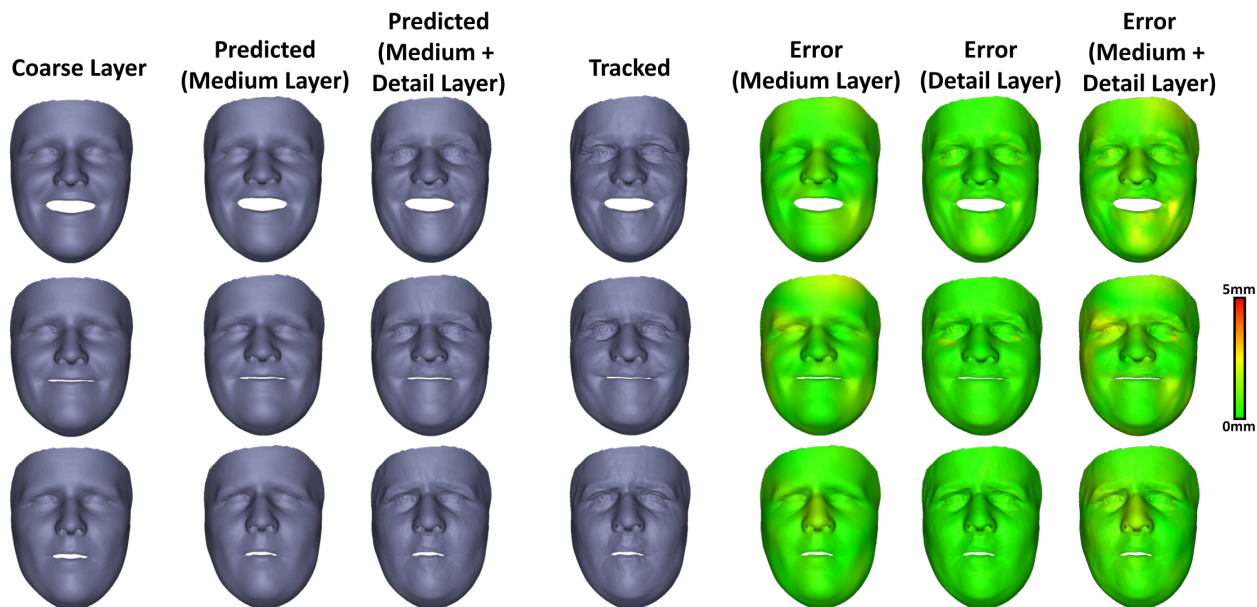 Coarse Layer
Predicted
(Medium Layer)
Predicted
(Medium +
Detail Layer)
Tracked
Error
(Medium Layer)
Error
(Detail Layer)
Error
(Medium +
Detail Layer)
5mm
0mm